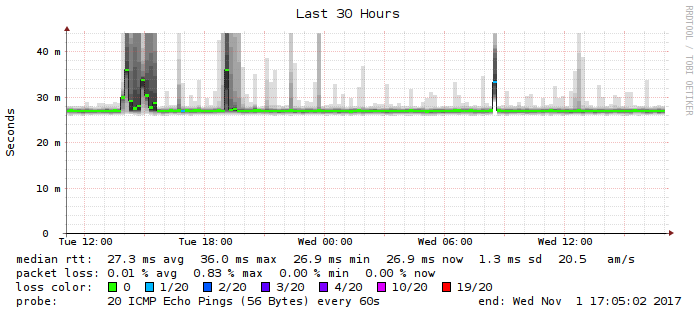 Last 30 Hours
RRDTOOL / TOBI OETIKER
Seconds
40 m
30 m
20 m
10 m
0
Tue 12:00 Tue 18:00 Wed 00:00 Wed 06:00 Wed 12:00
median rtt: 27.3 ms avg 36.0 ms max 26.9 ms min 26.9 ms now 1.3 ms sd 20.5 am/s
packet loss: 0.01 % avg 0.83 % max 0.00 % min 0.00 % now
loss color: 0 1/20 2/20 3/20 4/20 10/20 19/20
probe: 20 ICMP Echo Pings (56 Bytes) every 60s end: Wed Nov 1 17:05:02 2017